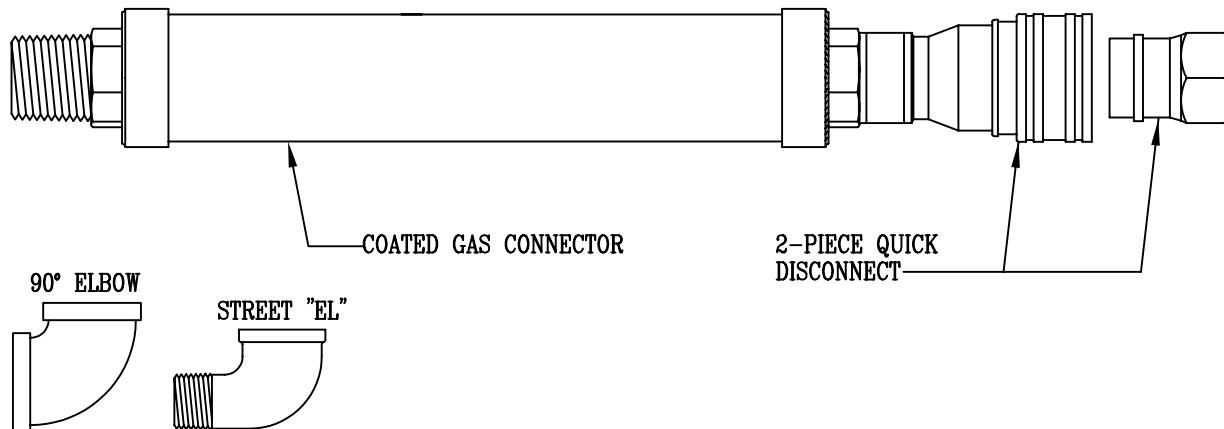 COATED GAS CONNECTOR
2-PIECE QUICK
DISCONNECT
90° ELBOW
STREET "EL"